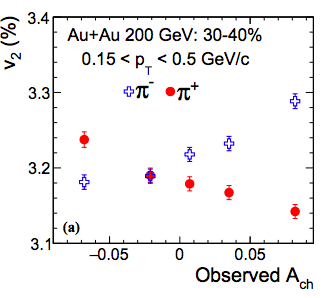 Au+Au 200 GeV: 30-40%
0.15 < pT < 0.5 GeV/c
π- π+
v2 (%)
3.4
3.3
3.2
3.1
(a)
−0.05 0 0.05
Observed Ach